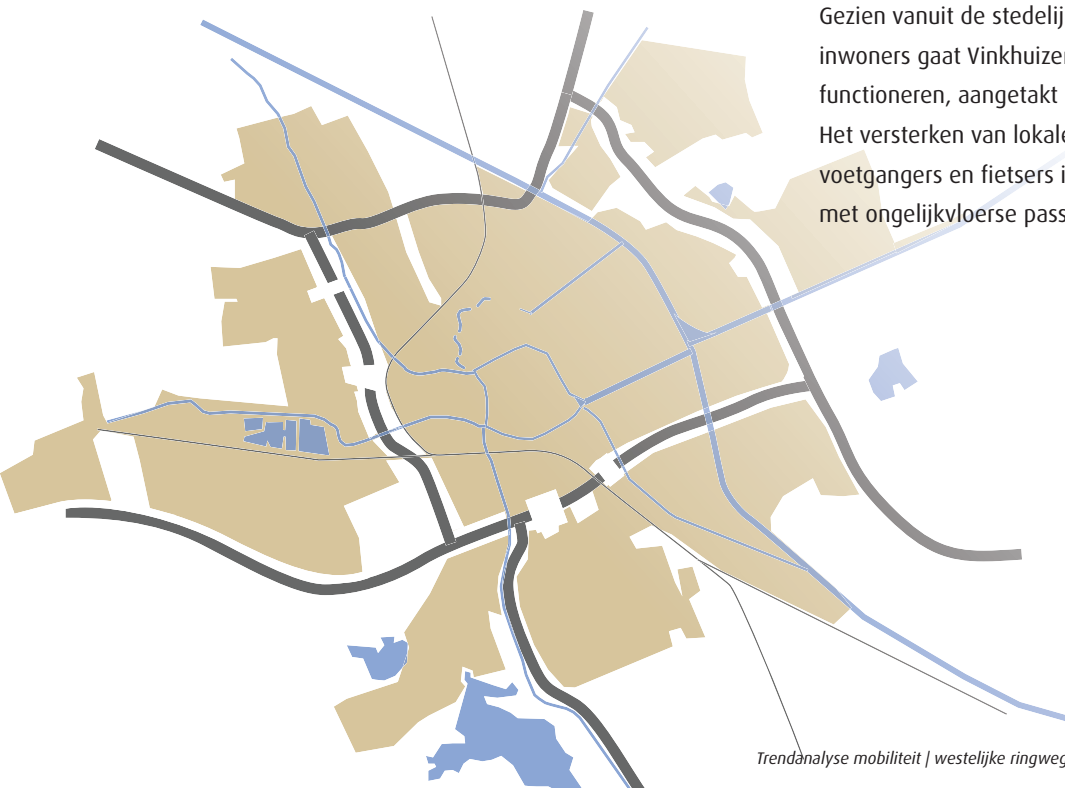 Gezien vanuit de stedelij
inwoners gaat Vinkhuizen
functioneren, aangetakt
Het versterken van lokale
voetgangers en fietsers i
met ongelijkvloerse pass
Trendanalyse mobiliteit | westelijke ringweg